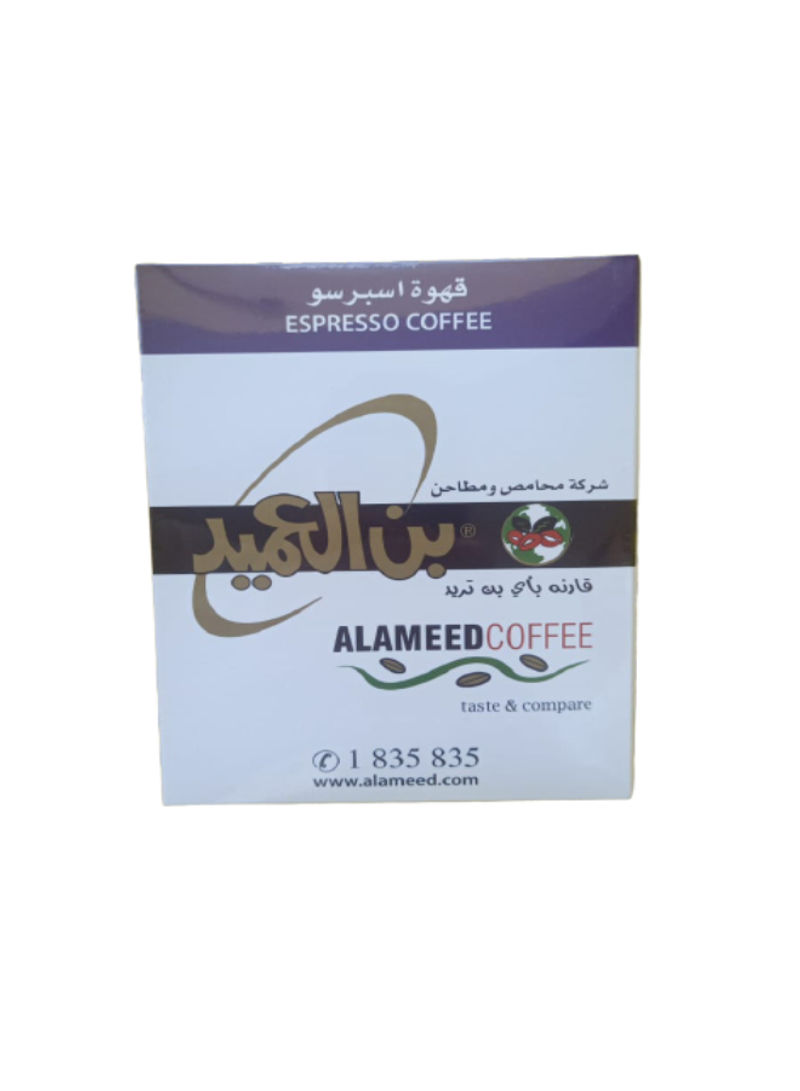 قهوة اسبرسو
ESPRESSO COFFEE
شركة محامص ومطاحن
بن العميد ®
قارنه بأي بن تريد
ALAMEEDCOFFEE
taste & compare
✆ 1 835 835
www.alameed.com